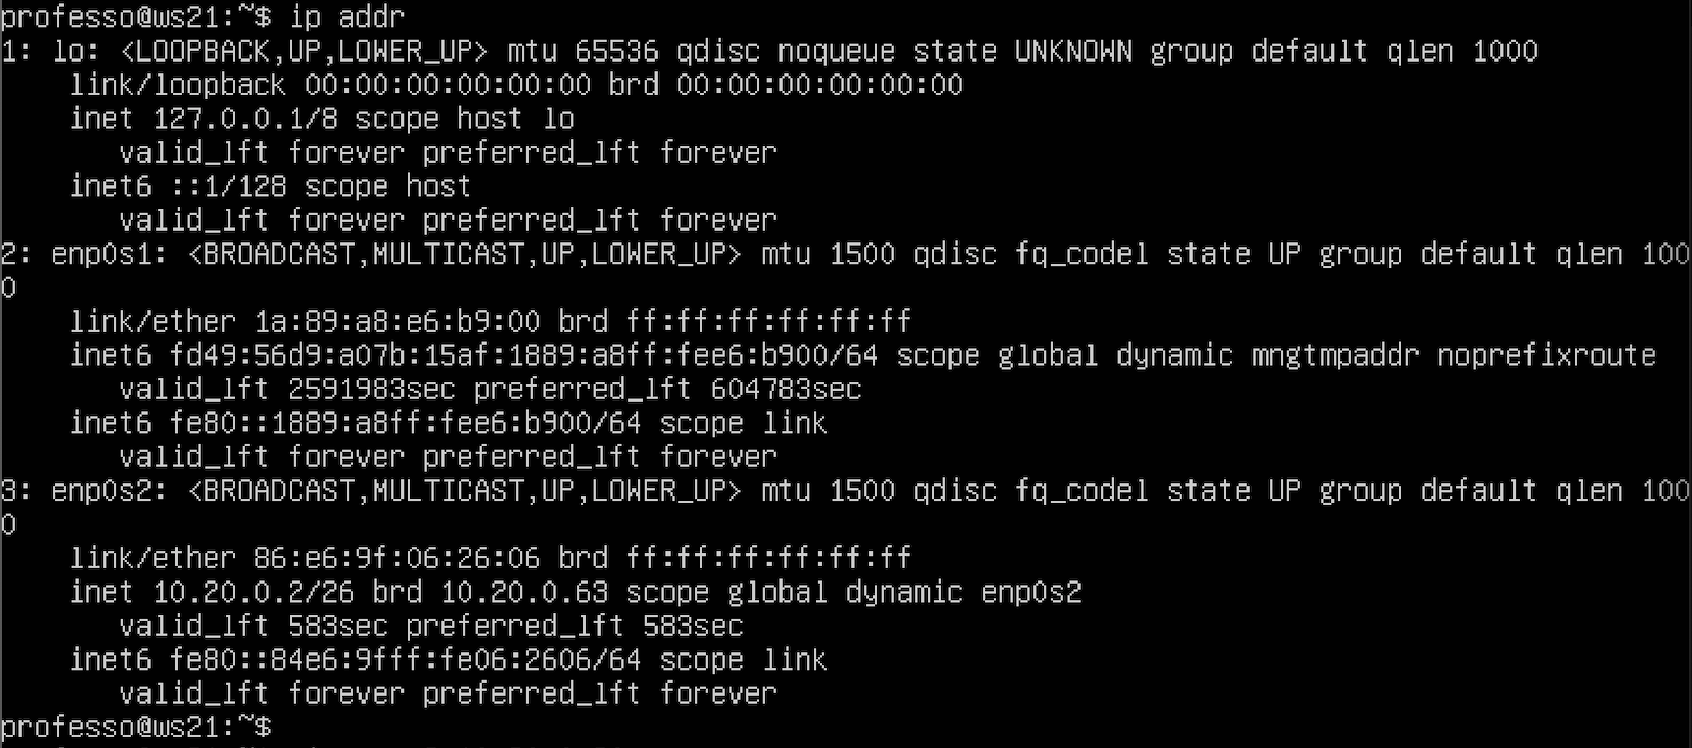 professo@ws21:~$ ip addr
1: lo: <LOOPBACK,UP,LOWER_UP> mtu 65536 qdisc noqueue state UNKNOWN group default qlen 1000
    link/loopback 00:00:00:00:00:00 brd 00:00:00:00:00:00
    inet 127.0.0.1/8 scope host lo
       valid_lft forever preferred_lft forever
    inet6 ::1/128 scope host
       valid_lft forever preferred_lft forever
2: enp0s1: <BROADCAST,MULTICAST,UP,LOWER_UP> mtu 1500 qdisc fq_codel state UP group default qlen 100
0
    link/ether 1a:89:a8:e6:b9:00 brd ff:ff:ff:ff:ff:ff
    inet6 fd49:56d9:a07b:15af:1889:a8ff:fee6:b900/64 scope global dynamic mngtmpaddr noprefixroute
       valid_lft 2591983sec preferred_lft 604783sec
    inet6 fe80::1889:a8ff:fee6:b900/64 scope link
       valid_lft forever preferred_lft forever
3: enp0s2: <BROADCAST,MULTICAST,UP,LOWER_UP> mtu 1500 qdisc fq_codel state UP group default qlen 100
0
    link/ether 86:e6:9f:06:26:06 brd ff:ff:ff:ff:ff:ff
    inet 10.20.0.2/26 brd 10.20.0.63 scope global dynamic enp0s2
       valid_lft 583sec preferred_lft 583sec
    inet6 fe80::84e6:9fff:fe06:2606/64 scope link
       valid_lft forever preferred_lft forever
professo@ws21:~$